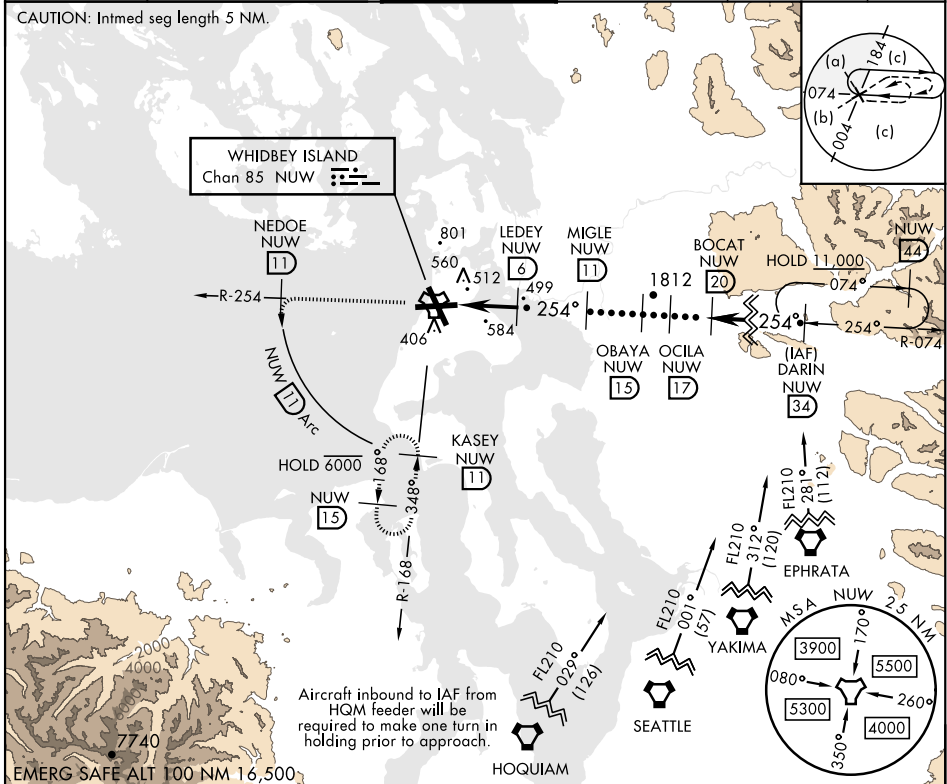 CAUTION: Intmed seg length 5 NM.
(a)
184
(c)
074
(b)
004
(c)
WHIDBEY ISLAND
Chan 85 NUW
NEDOE
NUW
11
R-254
801
560
512
406
LEDEY
NUW
6
499
584
254°
MIGLE
NUW
11
1812
BOCAT
NUW
20
HOLD 11,000
074°
NUW
44
254°
254°
R-074
OBAYA
NUW
15
OCILA
NUW
17
(IAF)
DARIN
NUW
34
NUW 11 Arc
HOLD 6000
168°
348°
KASEY
NUW
11
NUW
15
R-168
FL210
281°
(112)
EPHRATA
FL210
312°
(120)
YAKIMA
FL210
001°
(57)
SEATTLE
FL210
029°
(126)
HOQUIAM
Aircraft inbound to IAF from
HQM feeder will be
required to make one turn in
holding prior to approach.
MSA NUW 25 NM
170°
3900
5500
080°
260°
5300
4000
350°
2000
4000
6000
7740
EMERG SAFE ALT 100 NM 16,500